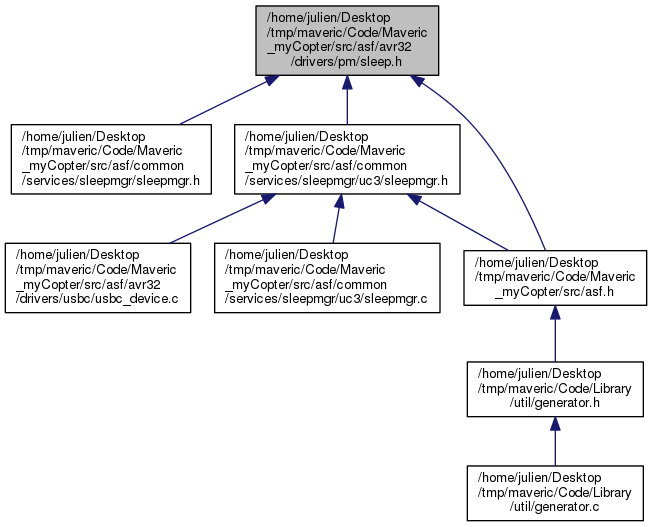 /home/julien/Desktop
/tmp/maveric/Code/Maveric
_myCopter/src/asf/avr32
/drivers/pm/sleep.h
/home/julien/Desktop
/tmp/maveric/Code/Maveric
_myCopter/src/asf/common
/services/sleepmgr/sleepmgr.h
/home/julien/Desktop
/tmp/maveric/Code/Maveric
_myCopter/src/asf/common
/services/sleepmgr/uc3/sleepmgr.h
/home/julien/Desktop
/tmp/maveric/Code/Maveric
_myCopter/src/asf/avr32
/drivers/usbc/usbc_device.c
/home/julien/Desktop
/tmp/maveric/Code/Maveric
_myCopter/src/asf/common
/services/sleepmgr/uc3/sleepmgr.c
/home/julien/Desktop
/tmp/maveric/Code/Maveric
_myCopter/src/asf.h
/home/julien/Desktop
/tmp/maveric/Code/Library
/util/generator.h
/home/julien/Desktop
/tmp/maveric/Code/Library
/util/generator.c